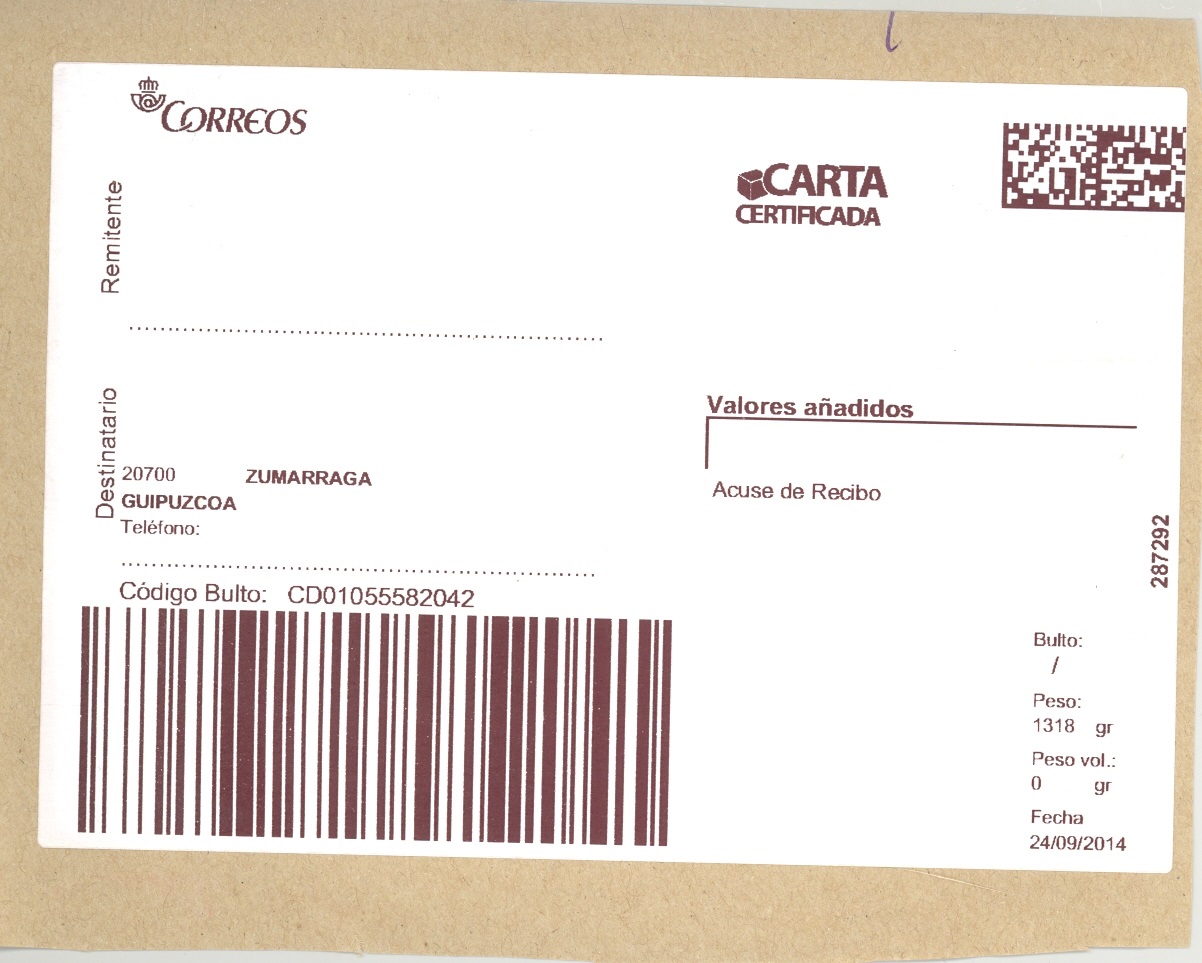 CORREOS
CARTA
CERTIFICADA
Remitente
Destinatario
20700 ZUMARRAGA
GUIPUZCOA
Teléfono:
Código Bulto: CD01055582042
Valores añadidos
Acuse de Recibo
287292
Bulto:
/
Peso:
1318 gr
Peso vol.:
0 gr
Fecha
24/09/2014